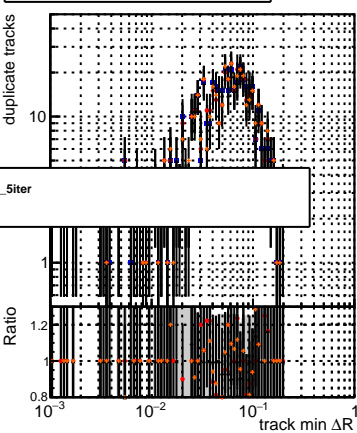 duplicate tracks
10
_5iter
1
Ratio
1.2
1
0.8
10−3
10−2
10−1
1
track min ΔR